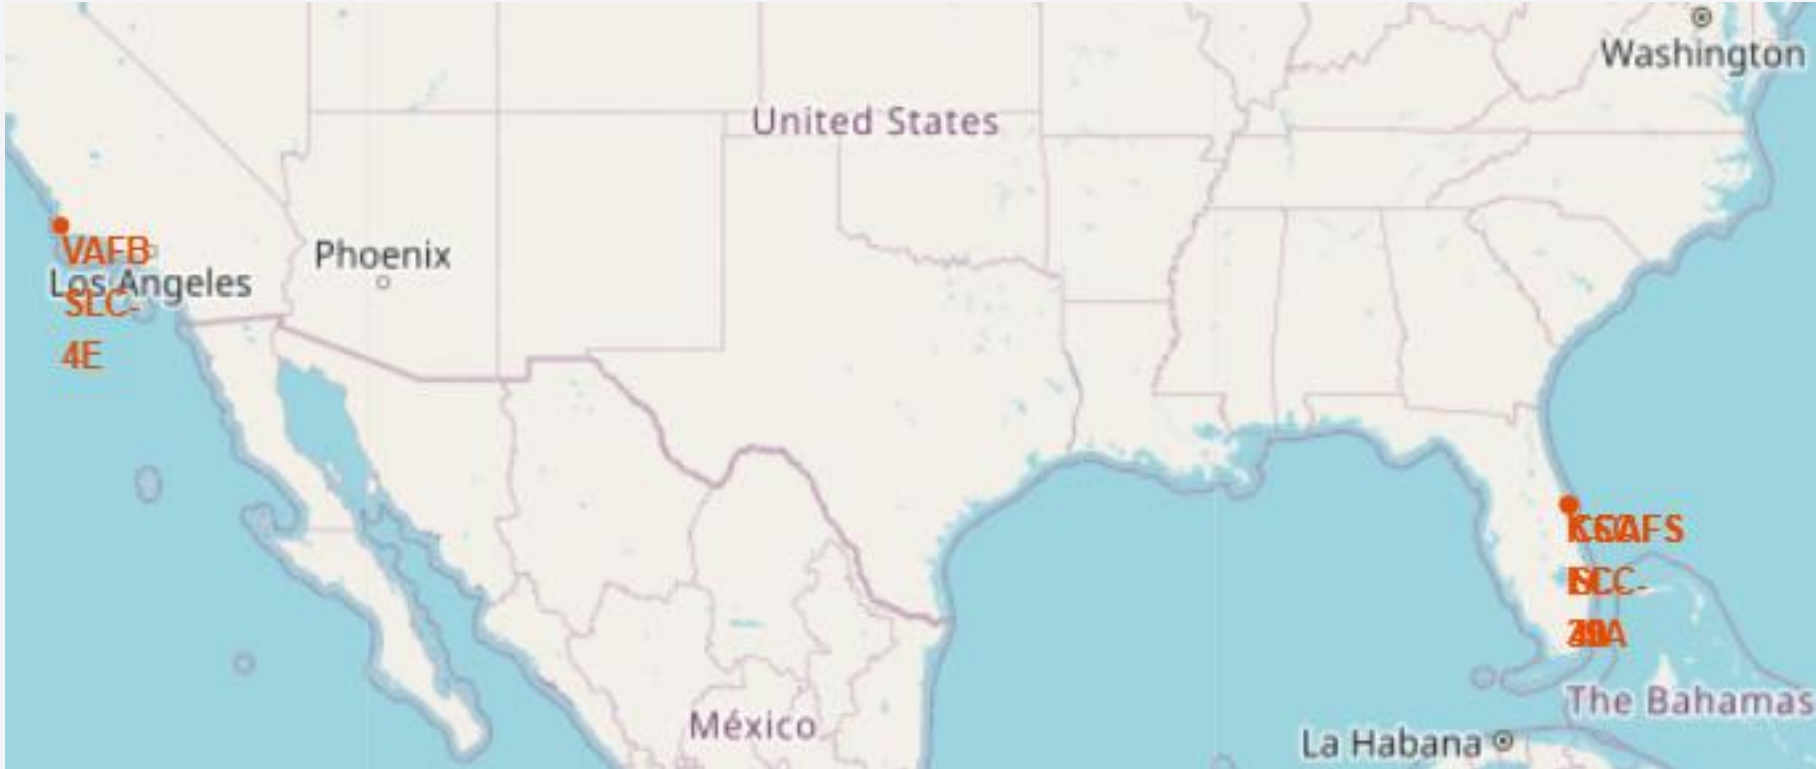 Washington
United States
VAFB
SLC-
4E
Los Angeles
Phoenix
México
The Bahamas
La Habana